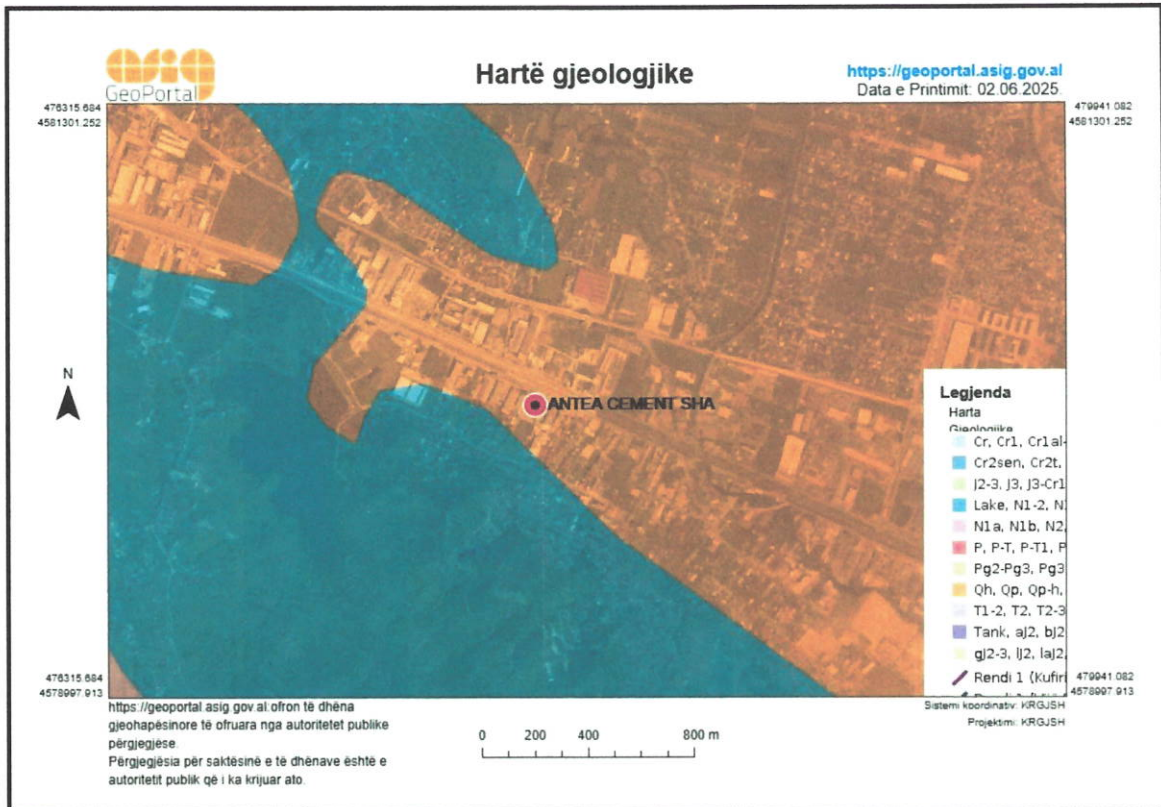 asig
GeoPortal
Hartë gjeologjike
https://geoportal.asig.gov.al
Data e Printimit: 02.06.2025.
476315.684
4581301.252
479941.082
4581301.252
N
ANTEA CEMENT SHA
Legjenda
Harta
Gjeologjike
Cr, Cr1, Cr1al-
Cr2sen, Cr2t,
J2-3, J3, J3-Cr1
Lake, N1-2, N1
N1a, N1b, N2,
P, P-T, P-T1, P
Pg2-Pg3, Pg3
Qh, Qp, Qp-h,
T1-2, T2, T2-3
Tank, aJ2, bJ2
gJ2-3, lJ2, laJ2,
Rendi 1 (Kufiri
476315.684
4578997.913
479941.082
4578997.913
https://geoportal.asig.gov.al:ofron të dhëna
gjeohapësinore të ofruara nga autoritetet publike
përgjegjëse.
Përgjegjësia për saktësinë e të dhënave është e
autoritetit publik që i ka krijuar ato.
0 200 400 800 m
Sistemi koordinativ: KRGJSH
Projektimi: KRGJSH